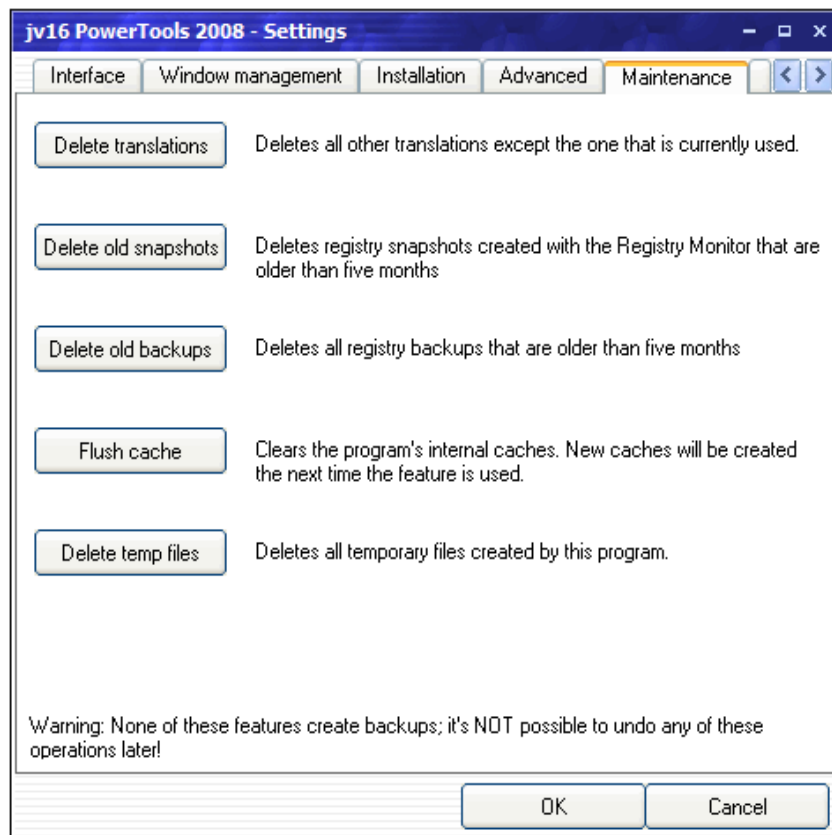 jv16 PowerTools 2008 - Settings
Interface
Window management
Installation
Advanced
Maintenance
Delete translations
Deletes all other translations except the one that is currently used.
Delete old snapshots
Deletes registry snapshots created with the Registry Monitor that are
older than five months
Delete old backups
Deletes all registry backups that are older than five months
Flush cache
Clears the program's internal caches. New caches will be created
the next time the feature is used.
Delete temp files
Deletes all temporary files created by this program.
Warning: None of these features create backups; it's NOT possible to undo any of these
operations later!
OK
Cancel